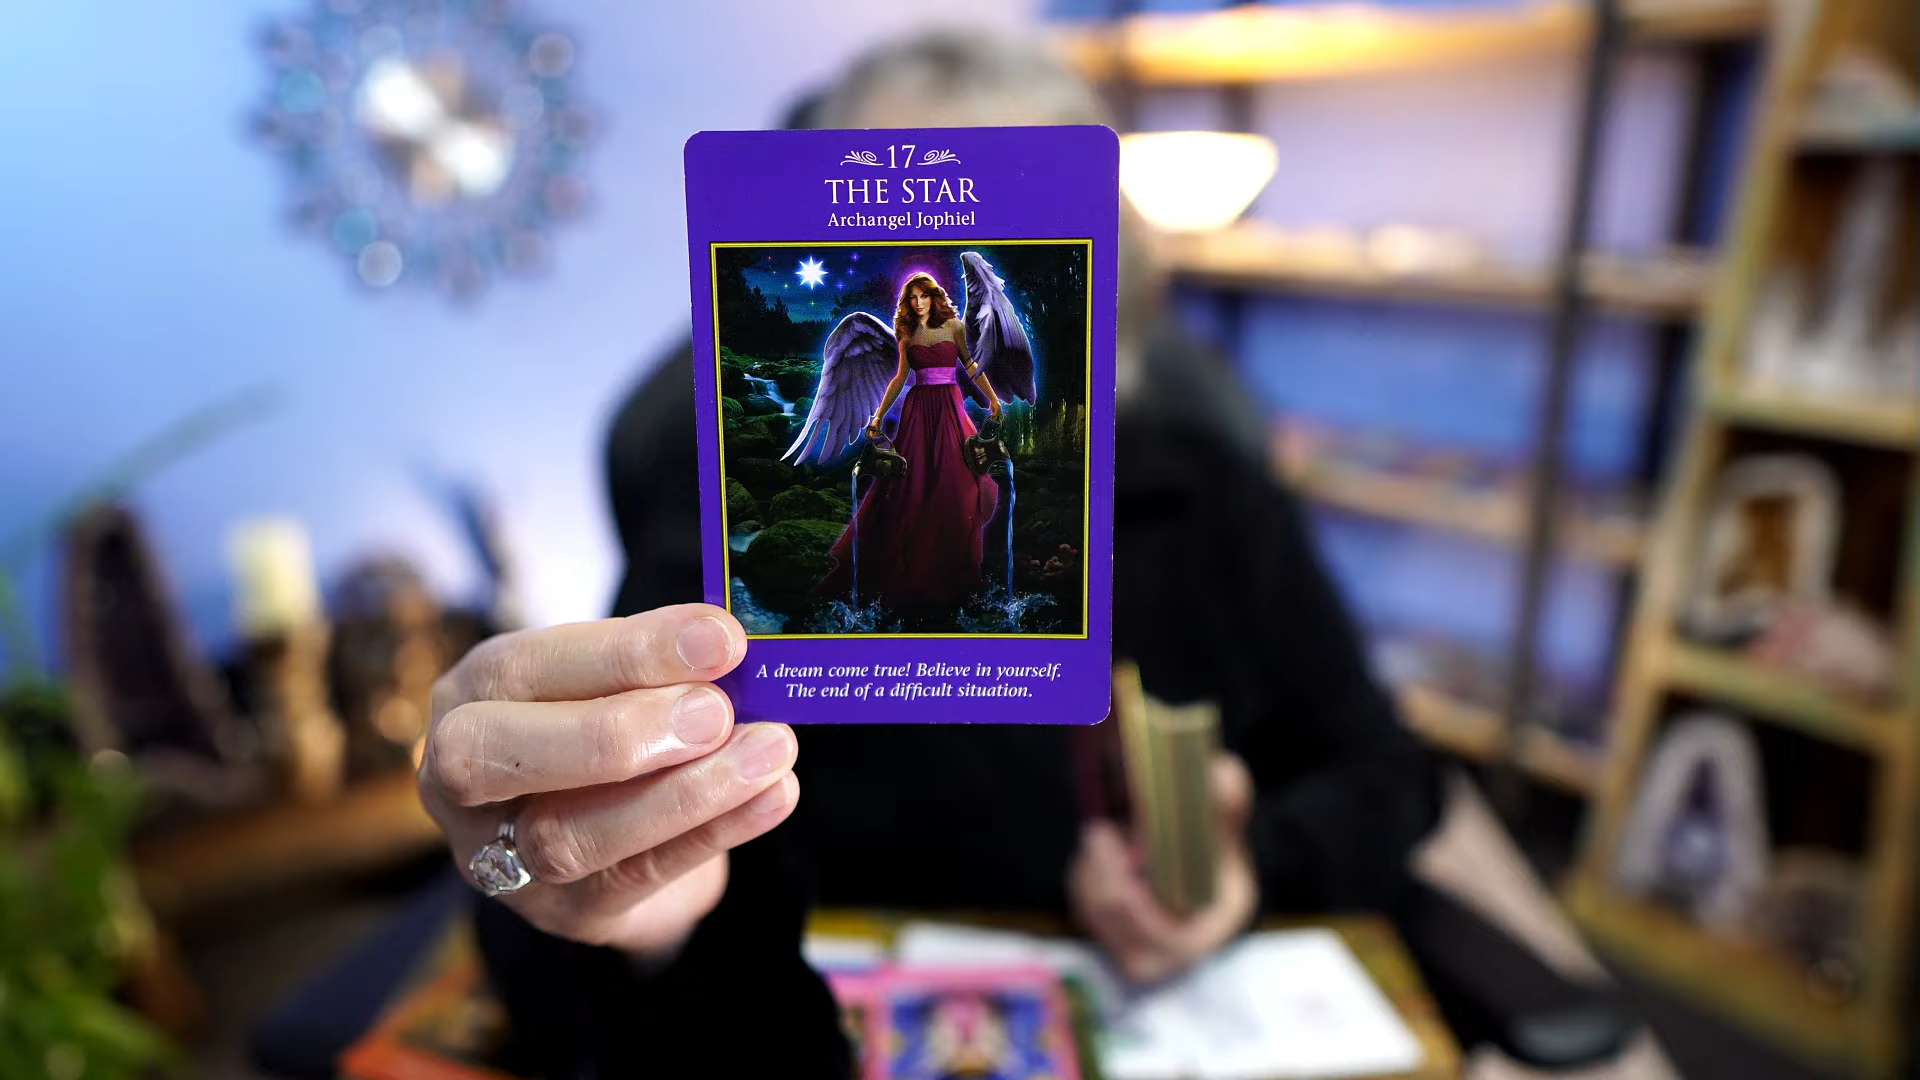 17
THE STAR
Archangel Jophiel
A dream come true! Believe in yourself.
The end of a difficult situation.